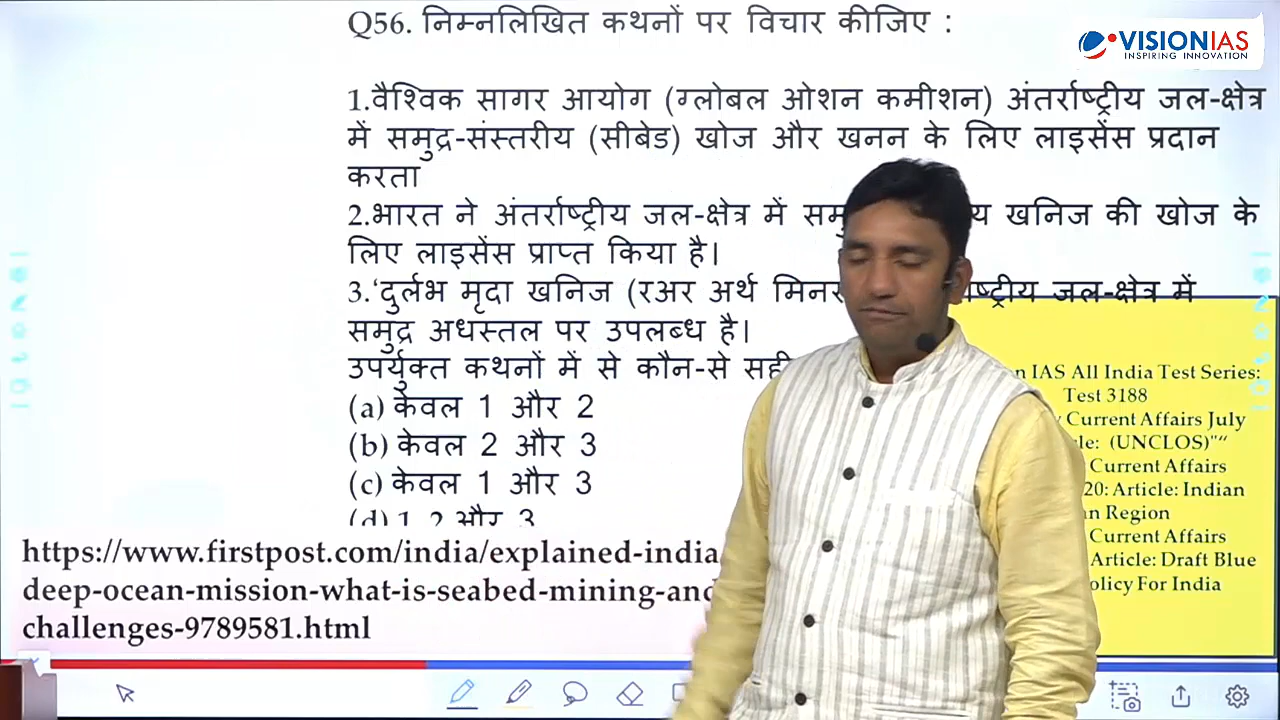 Q56. निम्नलिखित कथनों पर विचार कीजिए :
VISIONIAS
INSPIRING INNOVATION
1.वैश्विक सागर आयोग (ग्लोबल ओशन कमीशन) अंतर्राष्ट्रीय जल-क्षेत्र
में समुद्र-संस्तरीय (सीबेड) खोज और खनन के लिए लाइसेंस प्रदान
करता
2.भारत ने अंतर्राष्ट्रीय जल-क्षेत्र में खनिज की खोज के
लिए लाइसेंस प्राप्त किया है।
3.'दुर्लभ मृदा खनिज (रअर अर्थ जल-क्षेत्र में
समुद्र अधस्तल पर उपलब्ध है।
उपर्युक्त कथनों में से कौन-से सही
(a) केवल 1 और 2
(b) केवल 2 और 3
(c) केवल 1 और 3
(d) 1, 2 और 3
https://www.firstpost.com/india/explained-india
deep-ocean-mission-what-is-seabed-mining-and
challenges-9789581.html
IAS All India Test Series:
Test 3188
Current Affairs July
(UNCLOS)"“
Current Affairs
20: Article: Indian
Region
Current Affairs
Article: Draft Blue
For India